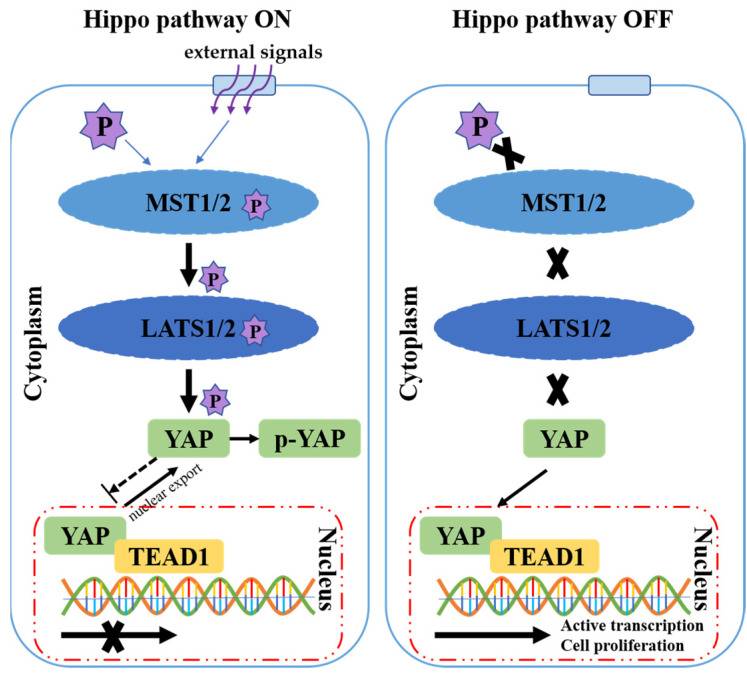 Hippo pathway ON
external signals
P
MST1/2 P
P
LATS1/2 P
P
YAP
p-YAP
nuclear export
YAP
TEAD1
Cytoplasm
Nucleus
Hippo pathway OFF
P
MST1/2
LATS1/2
YAP
YAP
TEAD1
Cytoplasm
Nucleus
Active transcription
Cell proliferation